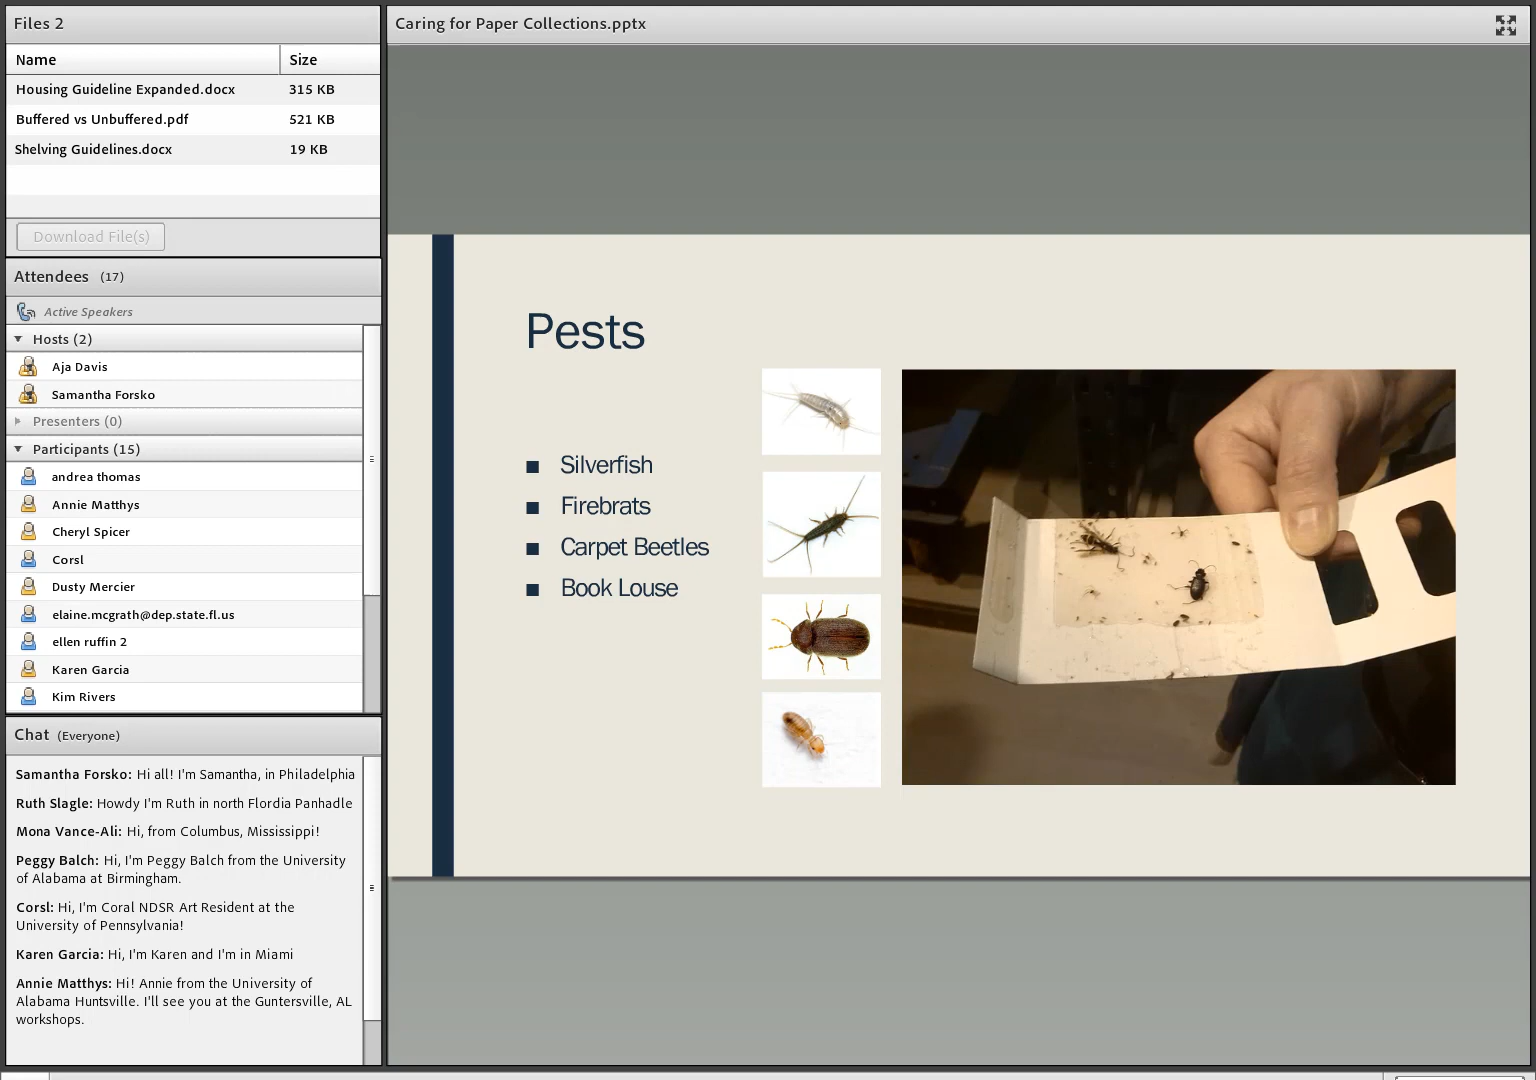 Files 2
Name Size
Housing Guideline Expanded.docx 315 KB
Buffered vs Unbuffered.pdf 521 KB
Shelving Guidelines.docx 19 KB
Download File(s)
Attendees (17)
Active Speakers
Hosts (2)
Aja Davis
Samantha Forsko
Presenters (0)
Participants (15)
andrea thomas
Annie Matthys
Cheryl Spicer
Corsl
Dusty Mercier
elaine.mcgrath@dep.state.fl.us
ellen ruffin 2
Karen Garcia
Kim Rivers
Chat (Everyone)
Samantha Forsko: Hi all! I'm Samantha, in Philadelphia
Ruth Slagle: Howdy I'm Ruth in north Flordia Panhadle
Mona Vance-Ali: Hi, from Columbus, Mississippi!
Peggy Balch: Hi, I'm Peggy Balch from the University
of Alabama at Birmingham.
Corsl: Hi, I'm Coral NDSR Art Resident at the
University of Pennsylvania!
Karen Garcia: Hi, I'm Karen and I'm in Miami
Annie Matthys: Hi! Annie from the University of
Alabama Huntsville. I'll see you at the Guntersville, AL
workshops.
Caring for Paper Collections.pptx
Pests
Silverfish
Firebrats
Carpet Beetles
Book Louse